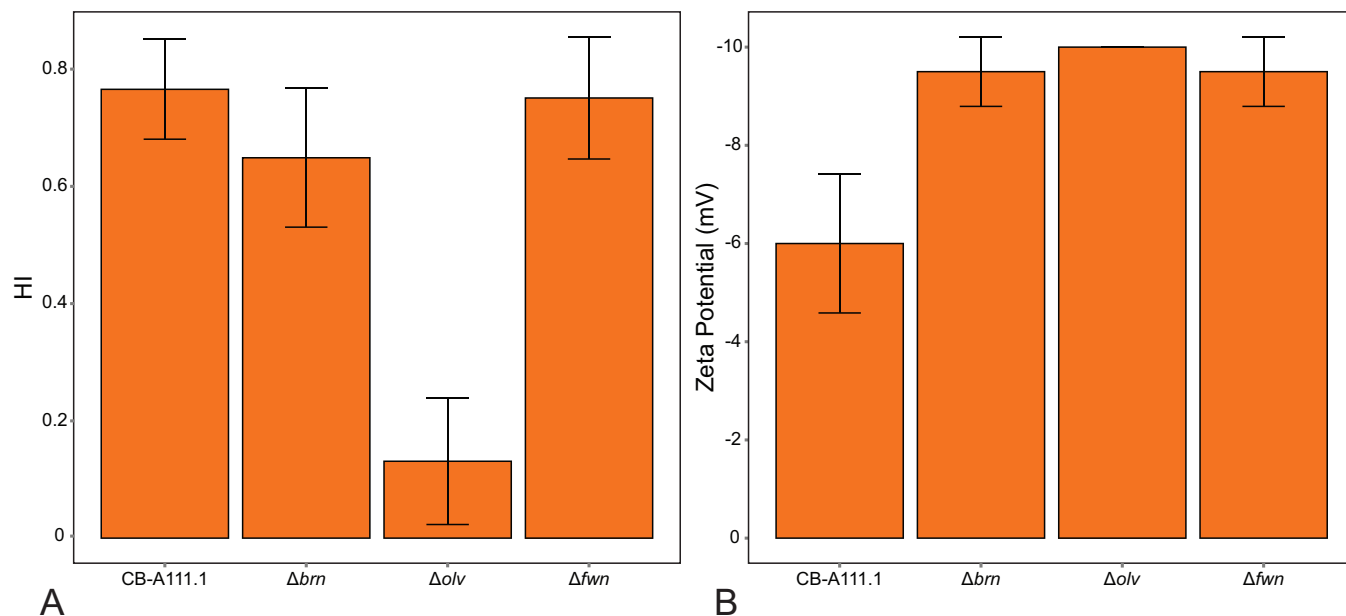 HI
0.8
0.6
0.4
0.2
0
CB-A111.1 Δbrn Δolv Δfwn
A
Zeta Potential (mV)
-10
-8
-6
-4
-2
0
CB-A111.1 Δbrn Δolv Δfwn
B